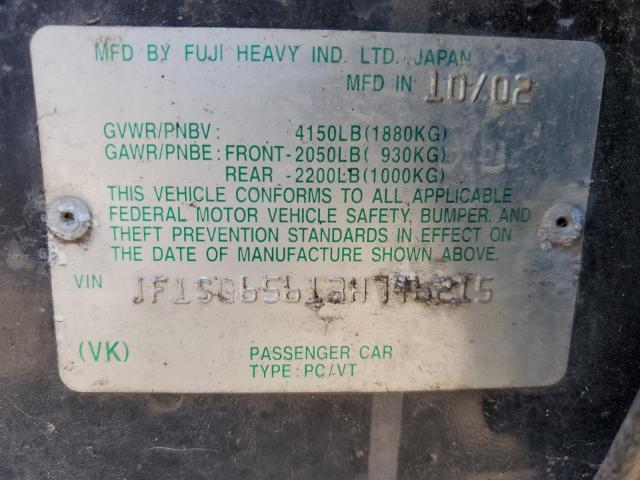 MFD BY FUJI HEAVY IND. LTD. JAPAN
MFD IN 10/02
GVWR/PNBV: 4150LB(1880KG)
GAWR/PNBE: FRONT-2050LB( 930KG)
REAR -2200LB(1000KG)
THIS VEHICLE CONFORMS TO ALL APPLICABLE
FEDERAL MOTOR VEHICLE SAFETY, BUMPER, AND
THEFT PREVENTION STANDARDS IN EFFECT ON
THE DATE OF MANUFACTURE SHOWN ABOVE.
VIN
(VK) PASSENGER CAR
TYPE: PC/VT